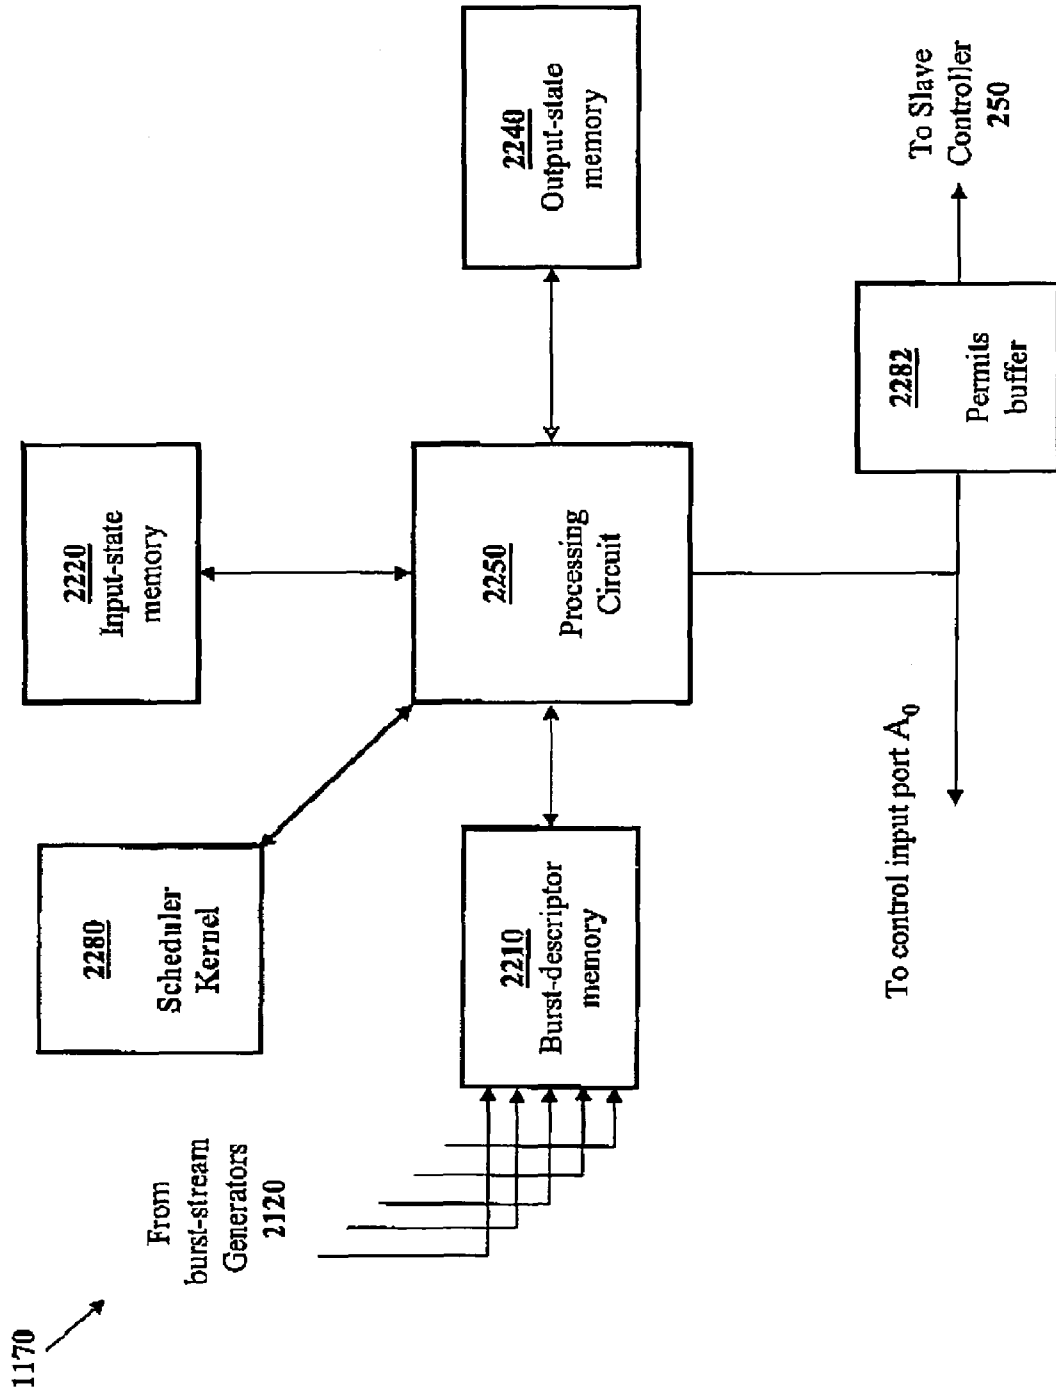 1170
From
burst-stream
Generators
2120
2280
Scheduler
Kernel
2220
Input-state
memory
2210
Burst-descriptor
memory
2250
Processing
Circuit
2240
Output-state
memory
To control input port A0
2282
Permits
buffer
To Slave
Controller
250